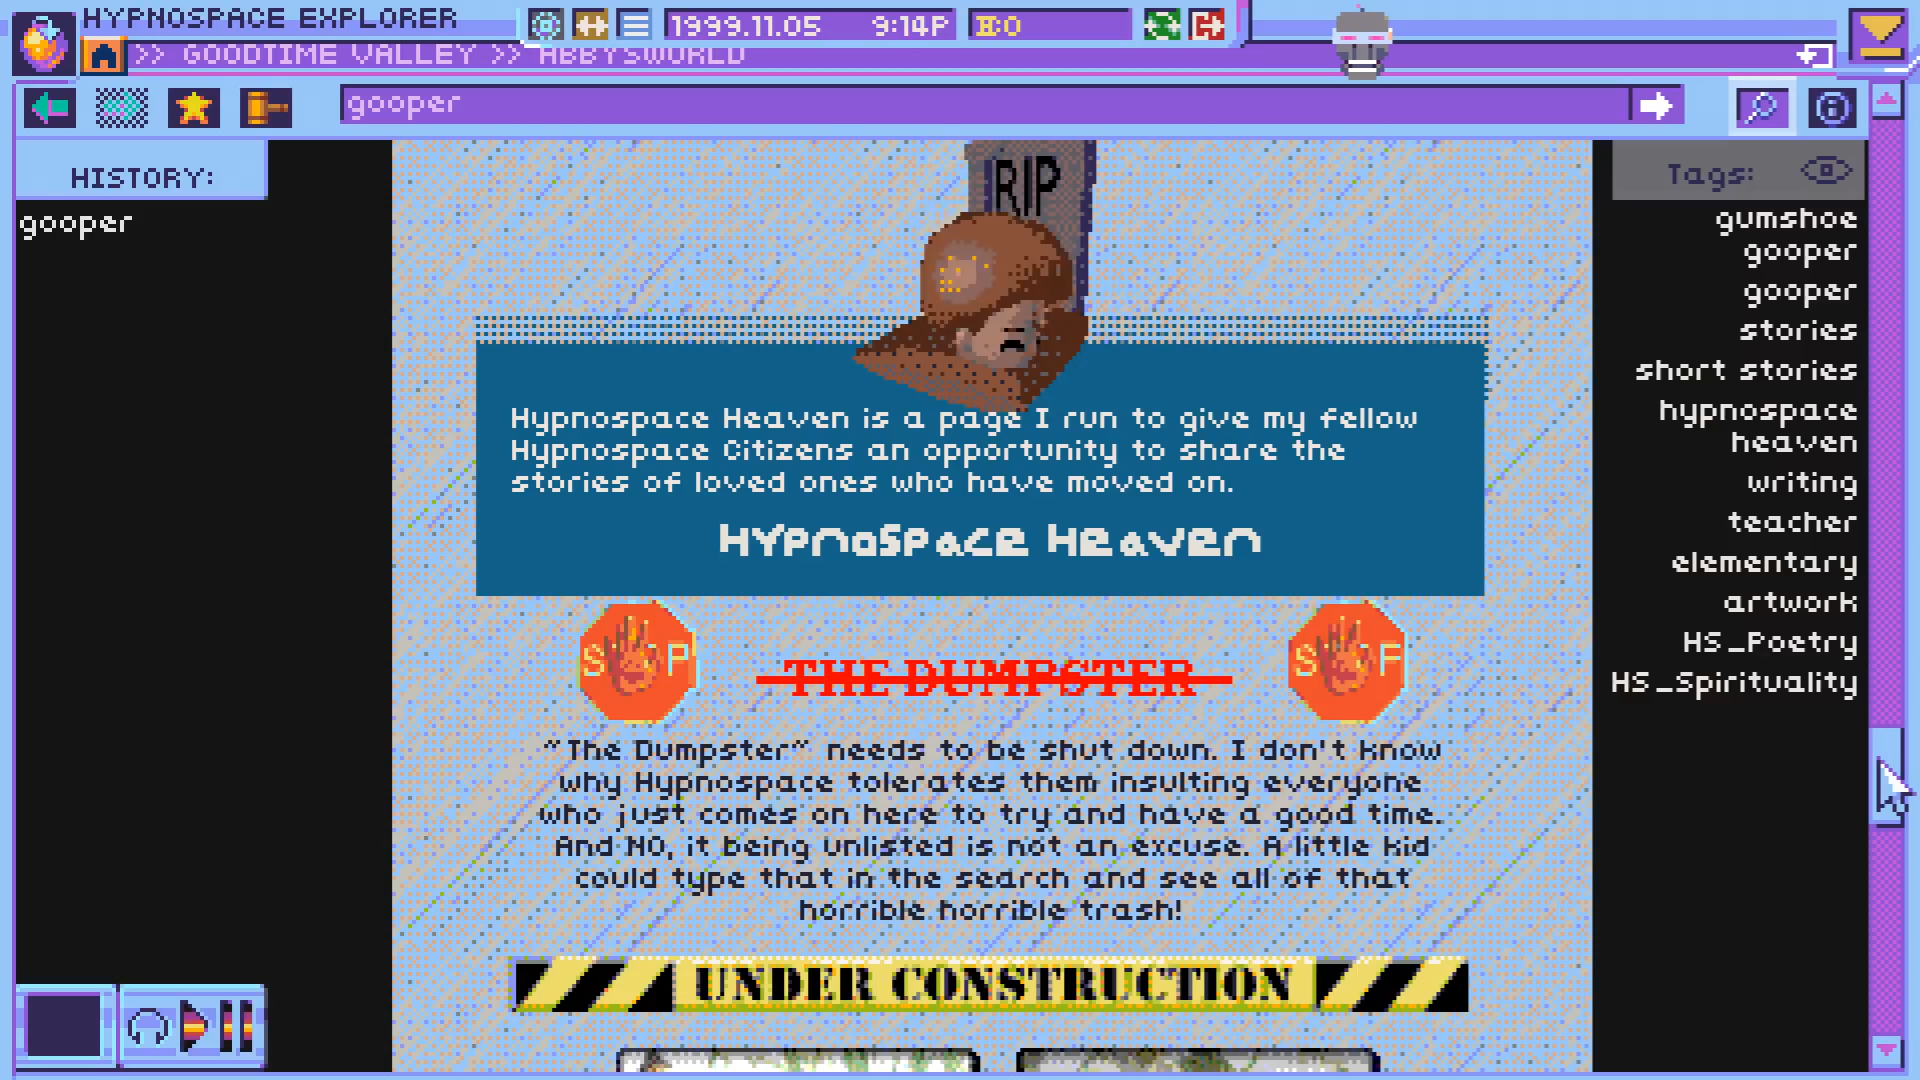 HYPNOSPACE EXPLORER
1999.11.05 9:14P
0
>> GOODTIME VALLEY >> ABBYSWORLD
gooper
HISTORY:
gooper
RIP
Hypnospace Heaven is a page I run to give my fellow
Hypnospace Citizens an opportunity to share the
stories of loved ones who have moved on.
Hypnospace Heaven
S P
THE DUMPSTER
S P
"The Dumpster" needs to be shut down. I don't know
why Hypnospace tolerates them insulting everyone
who just comes on here to try and have a good time.
And NO, it being unlisted is not an excuse. A little kid
could type that in the search and see all of that
horrible horrible trash!
UNDER CONSTRUCTION
Tags:
gumshoe
gooper
gooper
stories
short stories
hypnospace
heaven
writing
teacher
elementary
artwork
HS_Poetry
HS_Spirituality